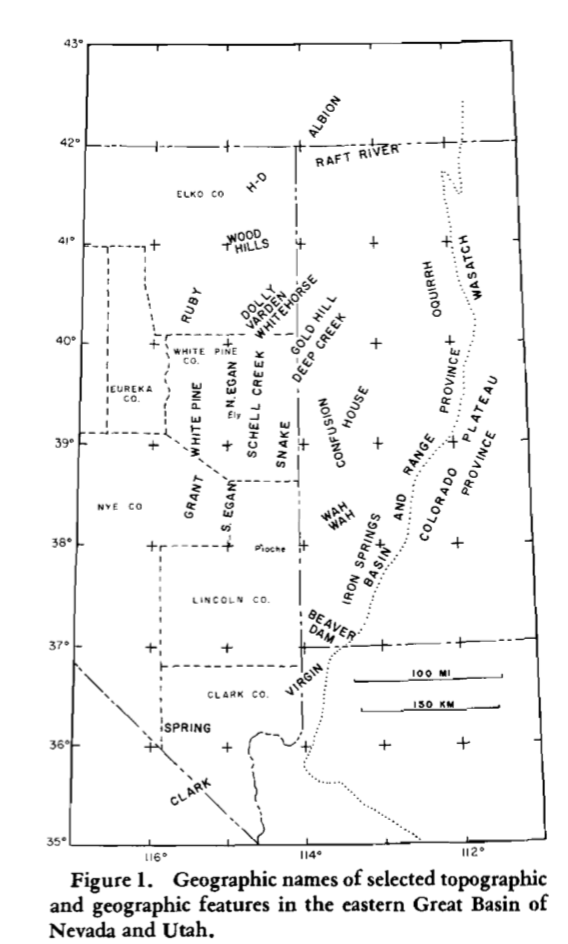 43°
ALBION
42°
RAFT RIVER
H-D
ELKO CO
41°
WOOD
HILLS
WASATCH
OQUIRRH
RUBY
DOLLY
VARDEN
WHITEHORSE
GOLD HILL
DEEP CREEK
40°
WHITE PINE
CO.
EUREKA
CO.
WHITE PINE
N. EGAN
Ely
SCHELL CREEK
SNAKE
CONFUSION
HOUSE
PROVINCE
PLATEAU
39°
RANGE
PROVINCE
COLORADO
AND
GRANT
S. EGAN
NYE CO
WAH
WAH
38°
Pioche
IRON SPRINGS
BASIN
LINCOLN CO.
BEAVER
DAM
37°
VIRGIN
100 MI
CLARK CO.
150 KM
SPRING
36°
CLARK
35°
116°
114°
112°
Figure 1. Geographic names of selected topographic
and geographic features in the eastern Great Basin of
Nevada and Utah.